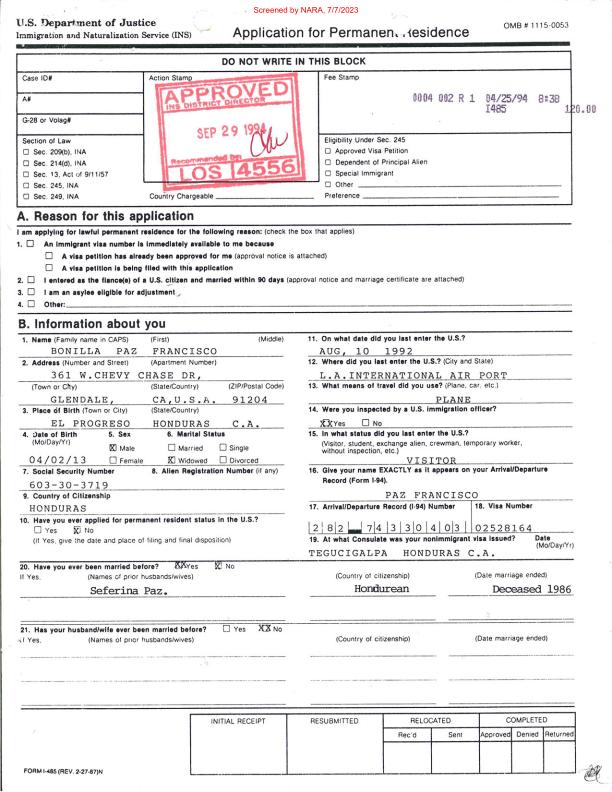 Screened by NARA, 7/7/2023
U.S. Department of Justice
Immigration and Naturalization Service (INS)
Application for Permanent Residence
OMB # 1115-0053
DO NOT WRITE IN THIS BLOCK
Case ID#
A#
G-28 or Volag#
Section of Law
☐ Sec. 209(b), INA
☐ Sec. 214(d), INA
☐ Sec. 13, Act of 9/11/57
☐ Sec. 245, INA
☐ Sec. 249, INA
Action Stamp
APPROVED
INS DISTRICT DIRECTOR
SEP 29 1994
Recommended by:
LOS 4556
Country Chargeable
Fee Stamp
0004 002 R 1 04/25/94 8:38
I485 120.00
Eligibility Under Sec. 245
☐ Approved Visa Petition
☐ Dependent of Principal Alien
☐ Special Immigrant
☐ Other
Preference
A. Reason for this application
I am applying for lawful permanent residence for the following reason: (check the box that applies)
1. ☐ An immigrant visa number is immediately available to me because
☐ A visa petition has already been approved for me (approval notice is attached)
☐ A visa petition is being filed with this application
2. ☐ I entered as the fiance(e) of a U.S. citizen and married within 90 days (approval notice and marriage certificate are attached)
3. ☐ I am an asylee eligible for adjustment
4. ☐ Other:
B. Information about you
1. Name (Family name in CAPS) (First) (Middle)
BONILLA PAZ FRANCISCO
2. Address (Number and Street) (Apartment Number)
361 W.CHEVY CHASE DR,
(Town or City) (State/Country) (ZIP/Postal Code)
GLENDALE, CA,U.S.A. 91204
3. Place of Birth (Town or City) (State/Country)
EL PROGRESO HONDURAS C.A.
4. Date of Birth
(Mo/Day/Yr)
04/02/13
5. Sex
☒ Male
☐ Female
6. Marital Status
☐ Married ☐ Single
☒ Widowed ☐ Divorced
7. Social Security Number 8. Alien Registration Number (if any)
603-30-3719
9. Country of Citizenship
HONDURAS
10. Have you ever applied for permanent resident status in the U.S.?
☐ Yes ☒ No
(If Yes, give the date and place of filing and final disposition)
11. On what date did you last enter the U.S.?
AUG, 10 1992
12. Where did you last enter the U.S.? (City and State)
L.A.INTERNATIONAL AIR PORT
13. What means of travel did you use? (Plane, car, etc.)
PLANE
14. Were you inspected by a U.S. immigration officer?
XXYes ☐ No
15. In what status did you last enter the U.S.?
(Visitor, student, exchange alien, crewman, temporary worker,
without inspection, etc.)
VISITOR
16. Give your name EXACTLY as it appears on your Arrival/Departure
Record (Form I-94).
PAZ FRANCISCO
17. Arrival/Departure Record (I-94) Number 18. Visa Number
282 74330403 02528164
19. At what Consulate was your nonimmigrant visa issued? Date
(Mo/Day/Yr)
TEGUCIGALPA HONDURAS C.A.
20. Have you ever been married before? XXYes ☒ No
If Yes, (Names of prior husbands/wives) (Country of citizenship) (Date marriage ended)
Seferina Paz. Hondurean Deceased 1986
21. Has your husband/wife ever been married before? ☐ Yes XX No
If Yes, (Names of prior husbands/wives) (Country of citizenship) (Date marriage ended)
INITIAL RECEIPT RESUBMITTED RELOCATED COMPLETED
Rec'd Sent Approved Denied Returned
FORM I-485 (REV. 2-27-87)N